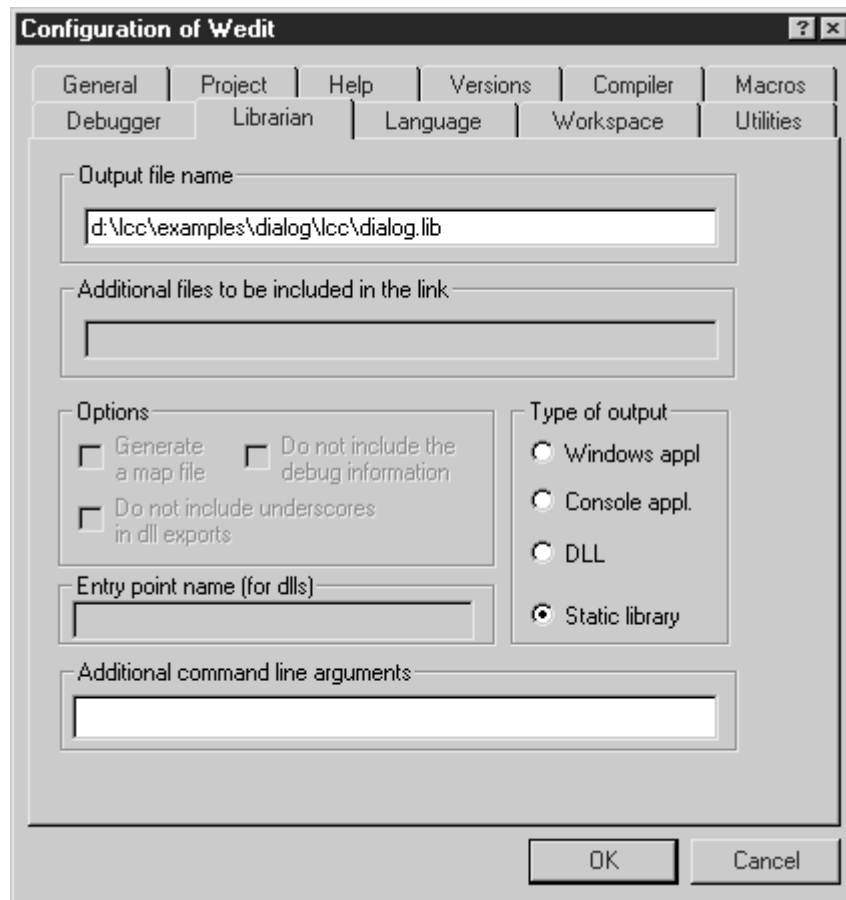 Configuration of Wedit
General Project Help Versions Compiler Macros
Debugger Librarian Language Workspace Utilities
Output file name
d:\lcc\examples\dialog\lcc\dialog.lib
Additional files to be included in the link
Options
Generate
a map file
Do not include the
debug information
Do not include underscores
in dll exports
Type of output
Windows appl
Console appl.
DLL
Static library
Entry point name (for dlls)
Additional command line arguments
OK Cancel